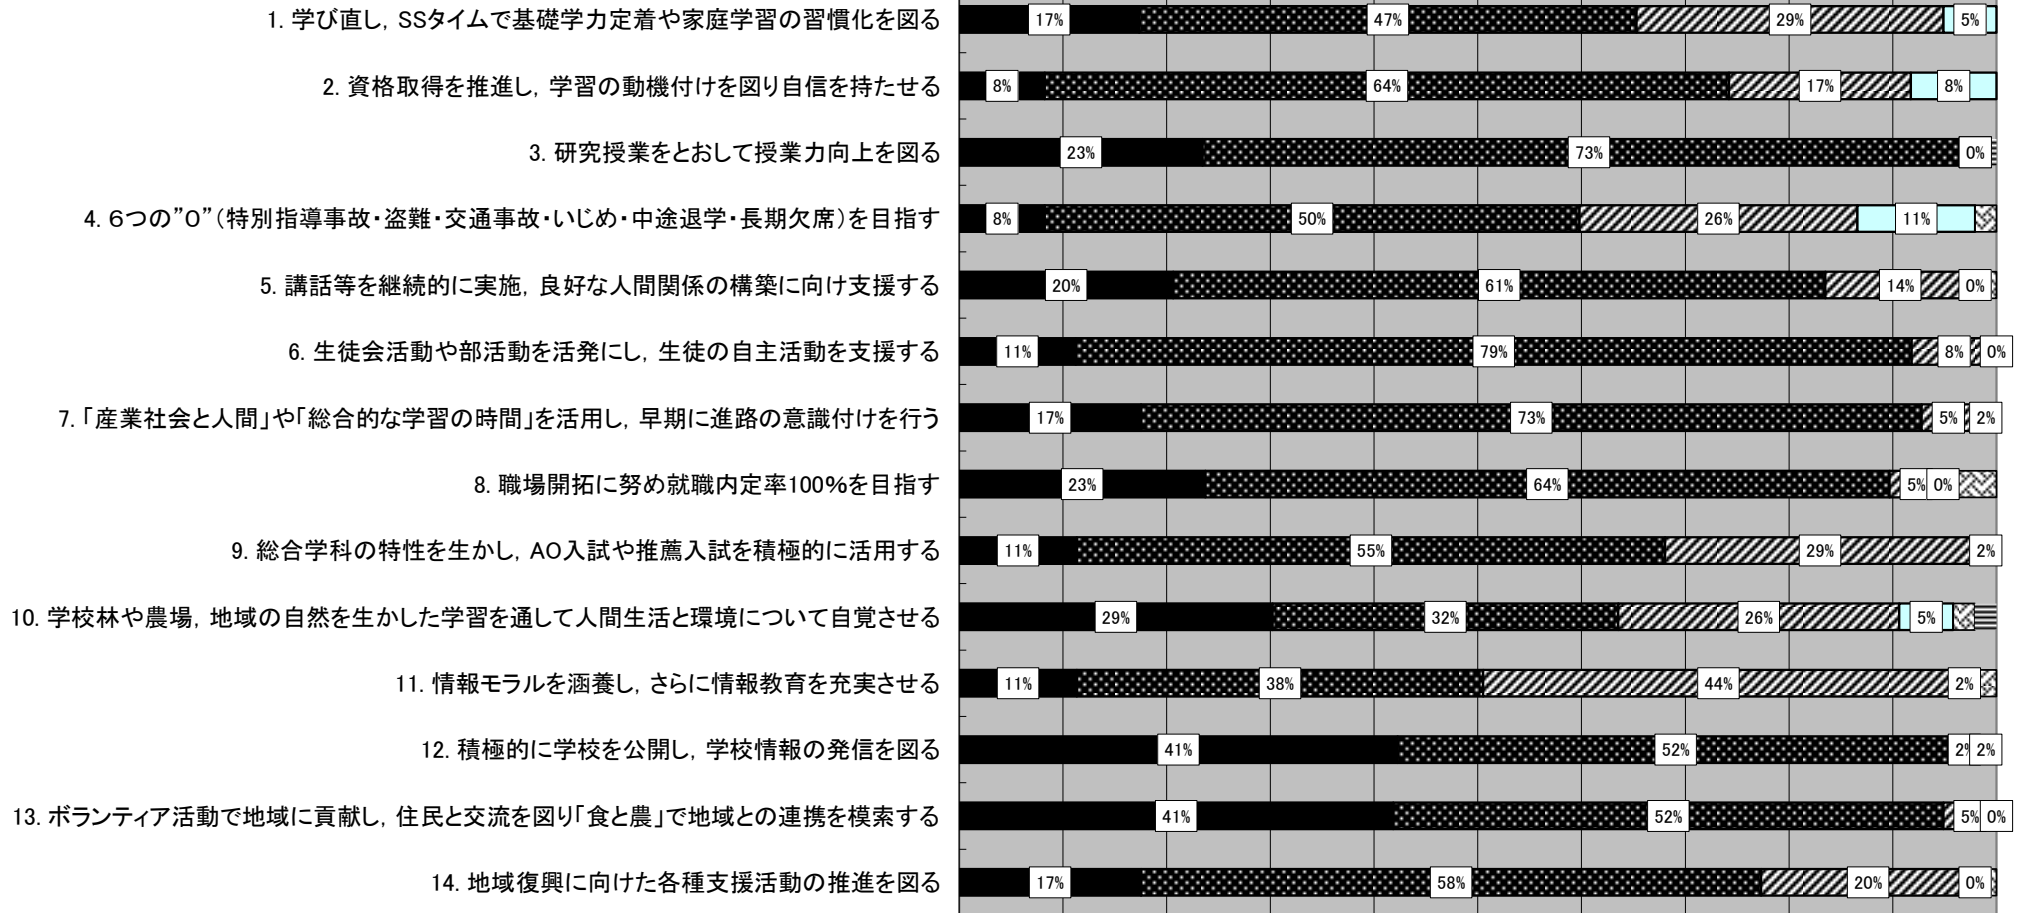 1. 学び直し，SSタイムで基礎学力定着や家庭学習の習慣化を図る 17% 47% 29% 5%
2. 資格取得を推進し，学習の動機付けを図り自信を持たせる 8% 64% 17% 8%
3. 研究授業をとおして授業力向上を図る 23% 73% 0%
4. 6つの”0”（特別指導事故・盗難・交通事故・いじめ・中途退学・長期欠席）を目指す 8% 50% 26% 11%
5. 講話等を継続的に実施，良好な人間関係の構築に向け支援する 20% 61% 14% 0%
6. 生徒会活動や部活動を活発にし，生徒の自主活動を支援する 11% 79% 8% 0%
7.「産業社会と人間」や「総合的な学習の時間」を活用し，早期に進路の意識付けを行う 17% 73% 5% 2%
8. 職場開拓に努め就職内定率100%を目指す 23% 64% 5% 0%
9. 総合学科の特性を生かし，AO入試や推薦入試を積極的に活用する 11% 55% 29% 2%
10. 学校林や農場，地域の自然を生かした学習を通して人間生活と環境について自覚させる 29% 32% 26% 5%
11. 情報モラルを涵養し，さらに情報教育を充実させる 11% 38% 44% 2%
12. 積極的に学校を公開し，学校情報の発信を図る 41% 52% 2% 2%
13. ボランティア活動で地域に貢献し，住民と交流を図り「食と農」で地域との連携を模索する 41% 52% 5% 0%
14. 地域復興に向けた各種支援活動の推進を図る 17% 58% 20% 0%